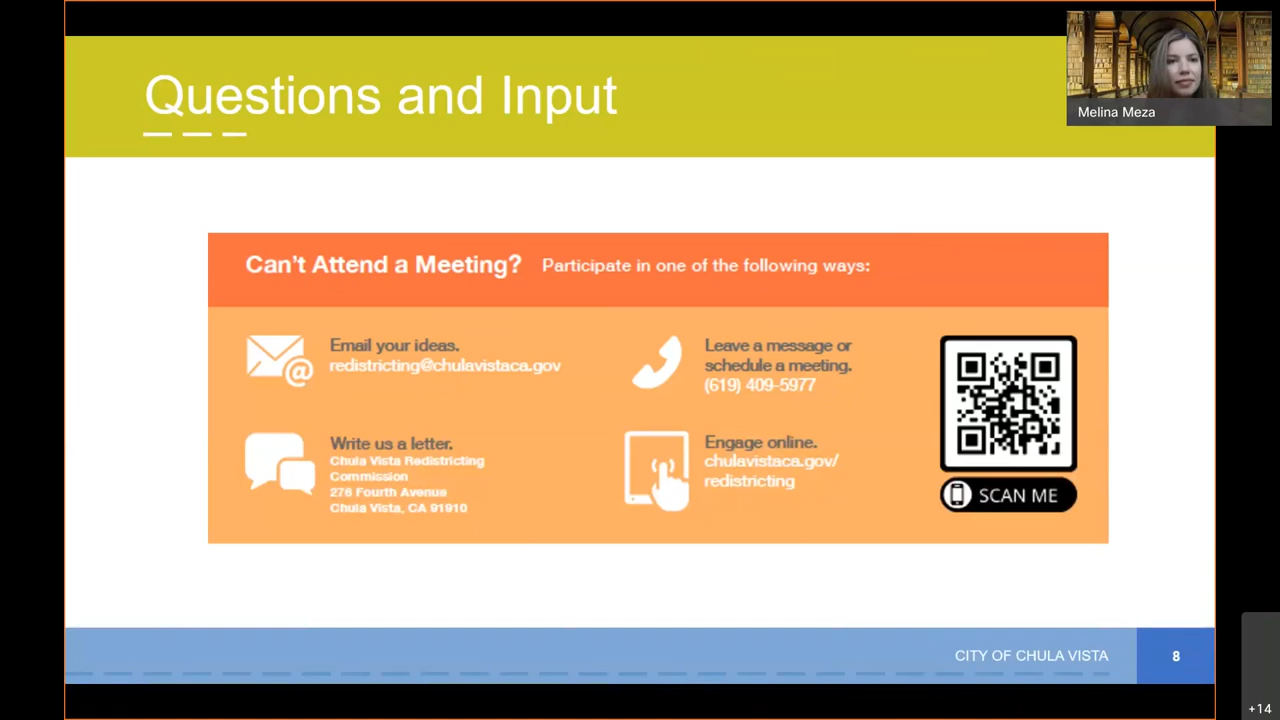 Questions and Input
Melina Meza
Can't Attend a Meeting? Participate in one of the following ways:
Email your ideas.
redistricting@chulavistaca.gov
Leave a message or
schedule a meeting.
(619) 409-5977
Write us a letter.
Chula Vista Redistricting
Commission
276 Fourth Avenue
Chula Vista, CA 91910
Engage online.
chulavistaca.gov/
redistricting
SCAN ME
CITY OF CHULA VISTA
8
+14